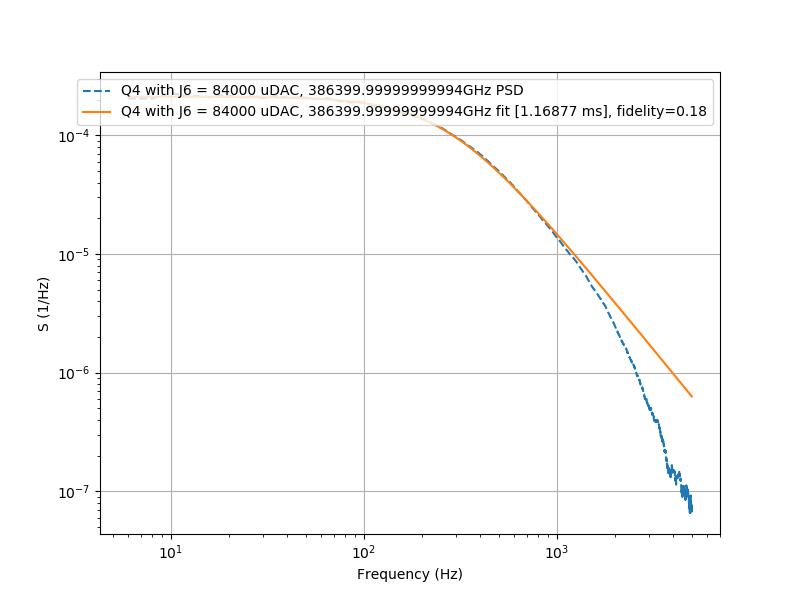 Q4 with J6 = 84000 uDAC, 386399.99999999994GHz PSD
Q4 with J6 = 84000 uDAC, 386399.99999999994GHz fit [1.16877 ms], fidelity=0.18
10⁻⁴
10⁻⁵
10⁻⁶
10⁻⁷
S (1/Hz)
10¹ 10² 10³
Frequency (Hz)